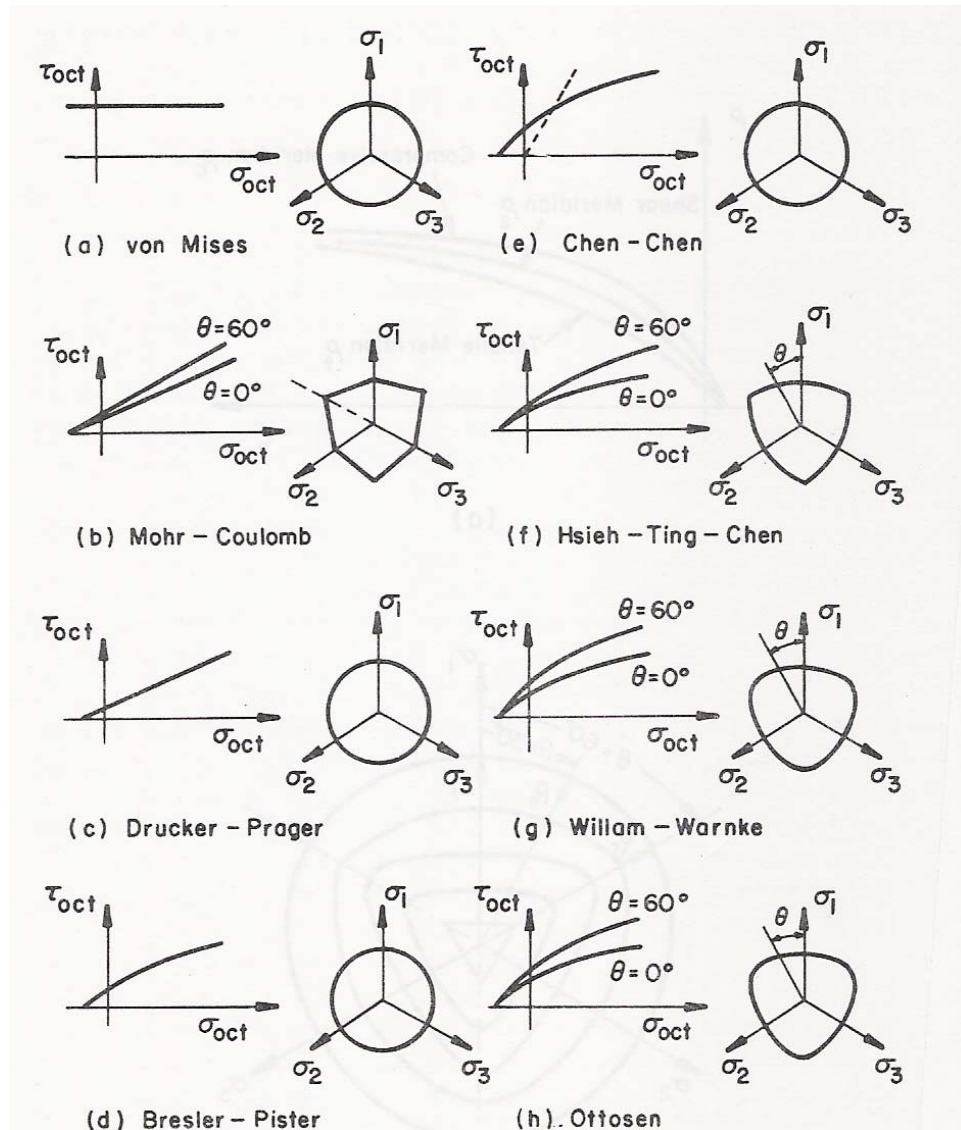 τoct
σoct
σ1
σ2
σ3
(a) von Mises
τoct
σoct
σ1
σ2
σ3
(e) Chen – Chen
τoct
θ=60°
θ=0°
σoct
σ1
σ2
σ3
(b) Mohr – Coulomb
τoct
θ=60°
θ=0°
σoct
θ
σ1
σ2
σ3
(f) Hsieh – Ting – Chen
τoct
σoct
σ1
σ2
σ3
(c) Drucker – Prager
τoct
θ=60°
θ=0°
σoct
θ
σ1
σ2
σ3
(g) Willam – Warnke
τoct
σoct
σ1
σ2
σ3
(d) Bresler – Pister
τoct
θ=60°
θ=0°
σoct
θ
σ1
σ2
σ3
(h). Ottosen